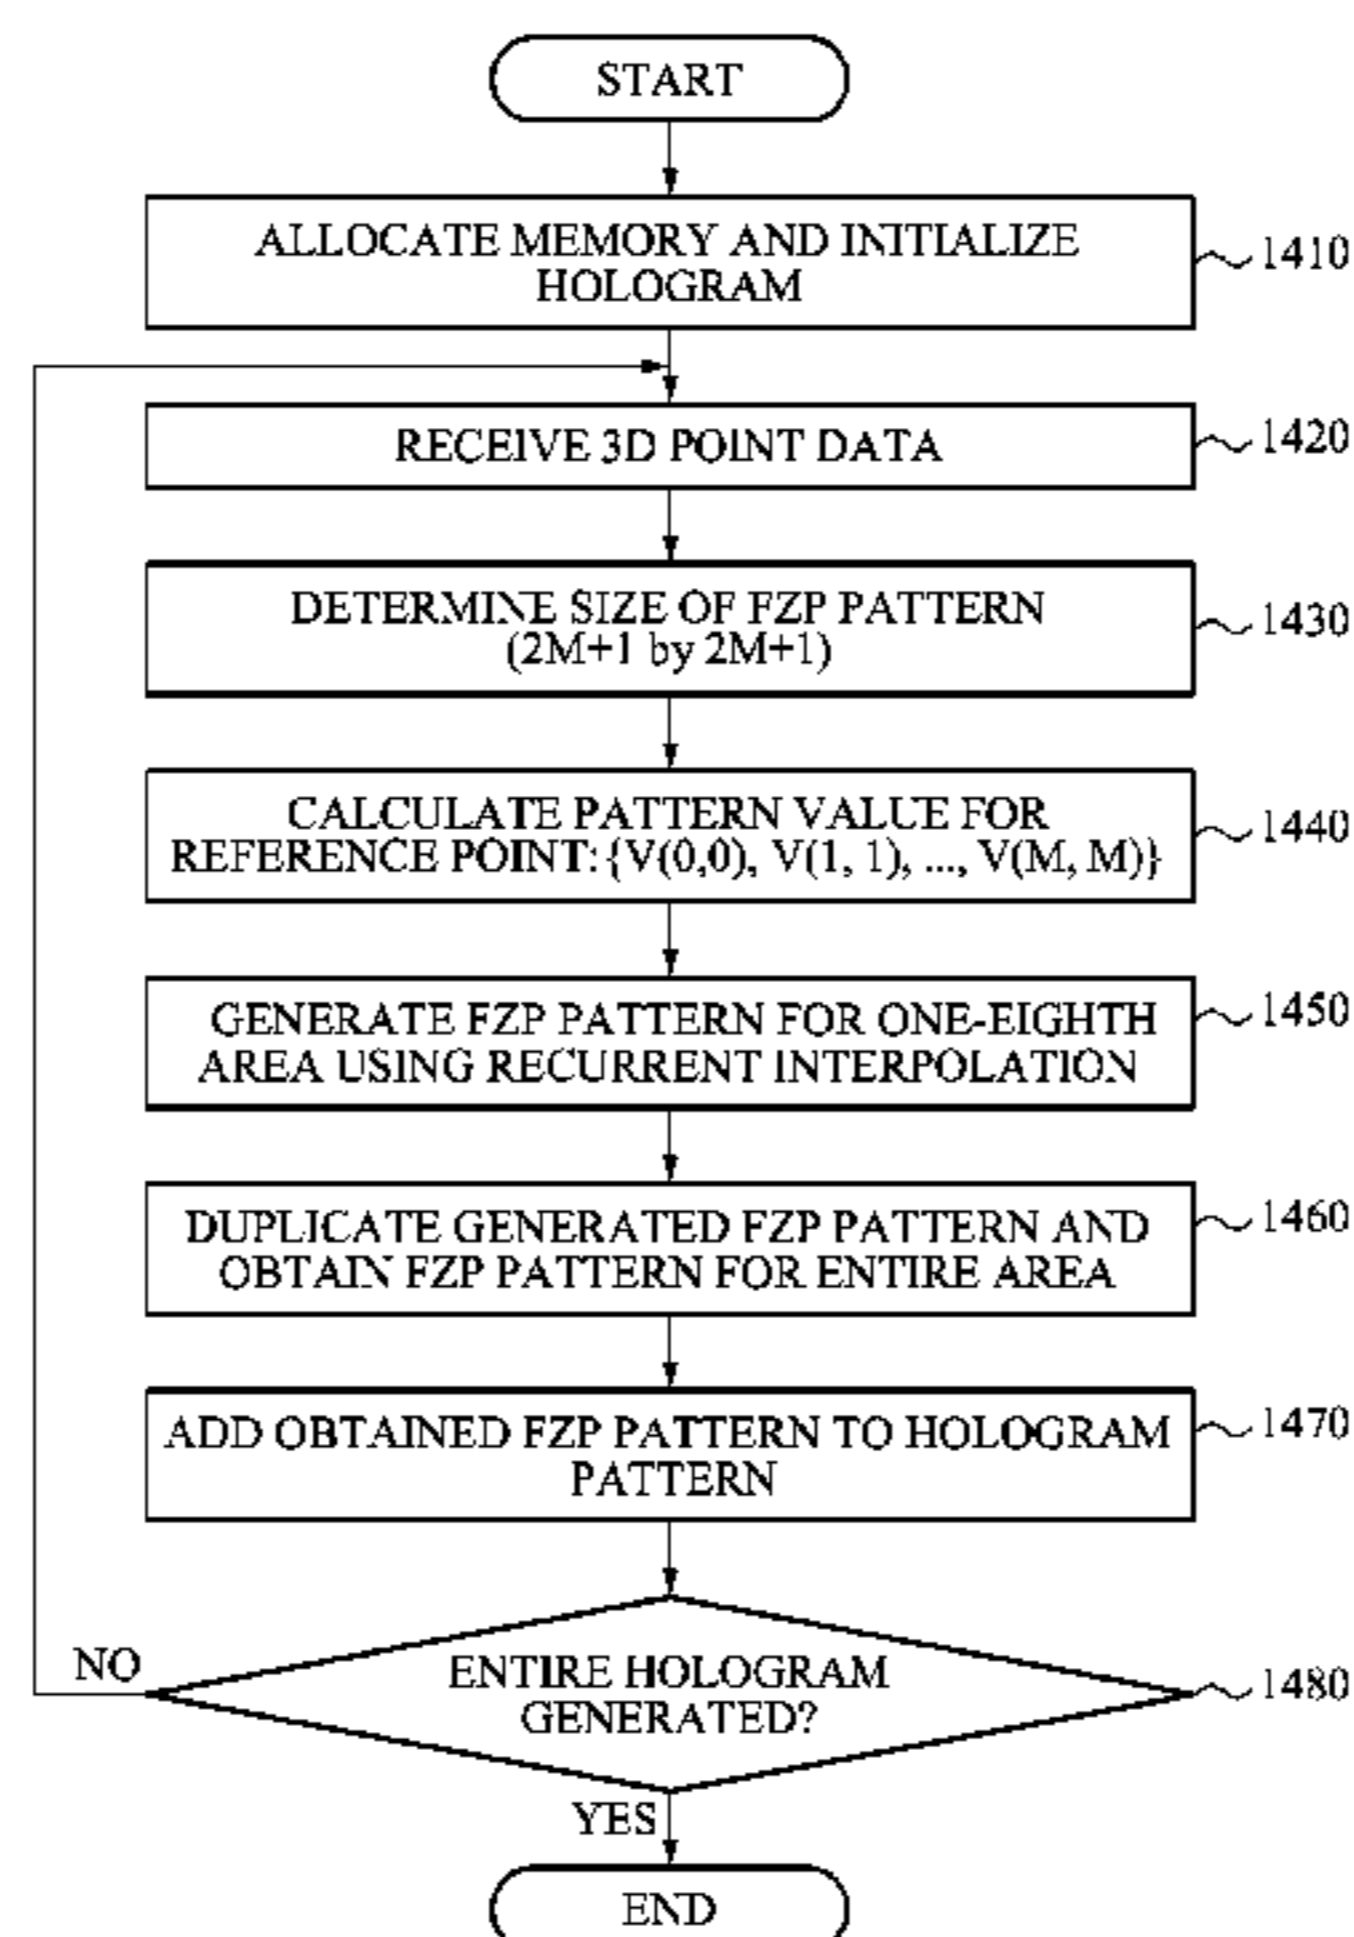 START
ALLOCATE MEMORY AND INITIALIZE
HOLOGRAM
1410
RECEIVE 3D POINT DATA
1420
DETERMINE SIZE OF FZP PATTERN
(2M+1 by 2M+1)
1430
CALCULATE PATTERN VALUE FOR
REFERENCE POINT: {V(0,0), V(1, 1), ..., V(M, M)}
1440
GENERATE FZP PATTERN FOR ONE-EIGHTH
AREA USING RECURRENT INTERPOLATION
1450
DUPLICATE GENERATED FZP PATTERN AND
OBTAIN FZP PATTERN FOR ENTIRE AREA
1460
ADD OBTAINED FZP PATTERN TO HOLOGRAM
PATTERN
1470
NO
ENTIRE HOLOGRAM
GENERATED?
1480
YES
END